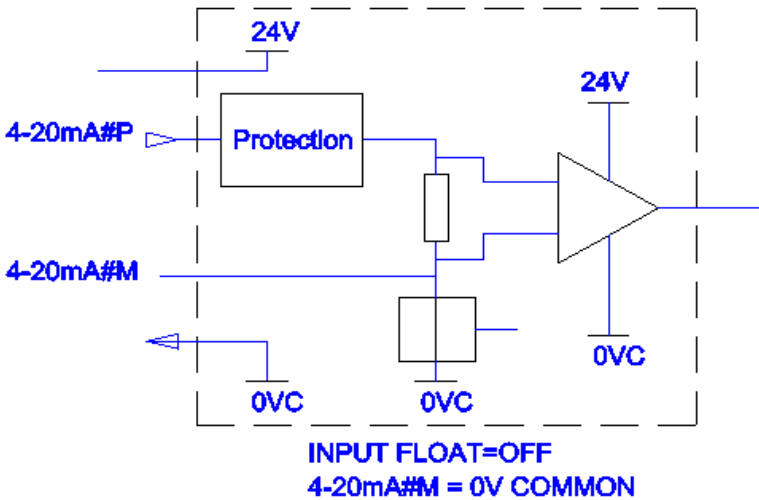 24V
24V
4-20mA#P
Protection
4-20mA#M
0VC
0VC
0VC
INPUT FLOAT=OFF
4-20mA#M = 0V COMMON